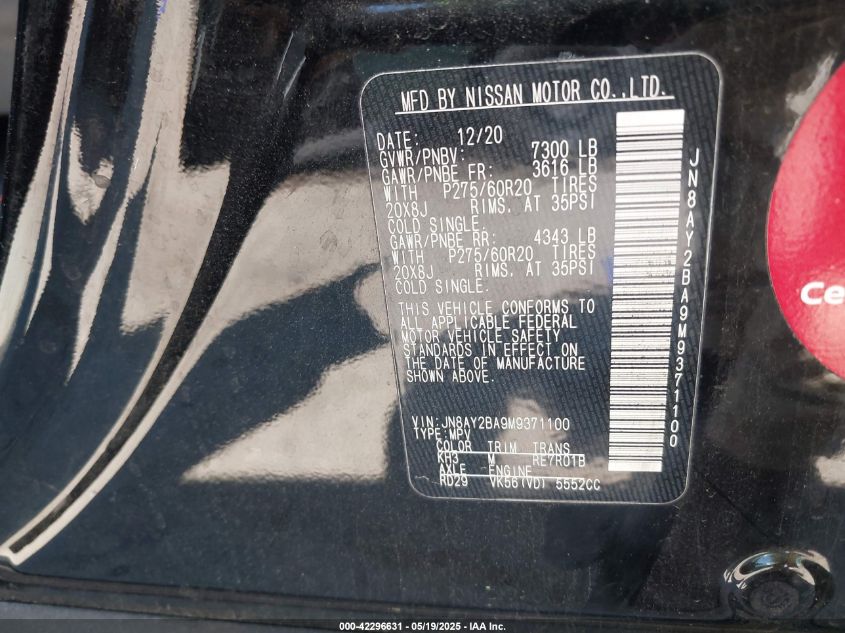 MFD BY NISSAN MOTOR CO.,LTD.
DATE: 12/20
GVWR/PNBV: 7300 LB
GAWR/PNBE FR: 3616 LB
WITH P275/60R20 TIRES
20X8J RIMS. AT 35PSI
COLD SINGLE.
GAWR/PNBE RR: 4343 LB
WITH P275/60R20 TIRES
20X8J RIMS. AT 35PSI
COLD SINGLE.
THIS VEHICLE CONFORMS TO
ALL APPLICABLE FEDERAL
MOTOR VEHICLE SAFETY
STANDARDS IN EFFECT ON
THE DATE OF MANUFACTURE
SHOWN ABOVE.
VIN: JN8AY2BA9M9371100
TYPE: MPV
COLOR TRIM TRANS
KH3 M RE7R01B
AXLE ENGINE
RD29 VK56(VD) 5552CC
JN8AY2BA9M9371100
Ce
000-42296631 - 05/19/2025 - IAA Inc.